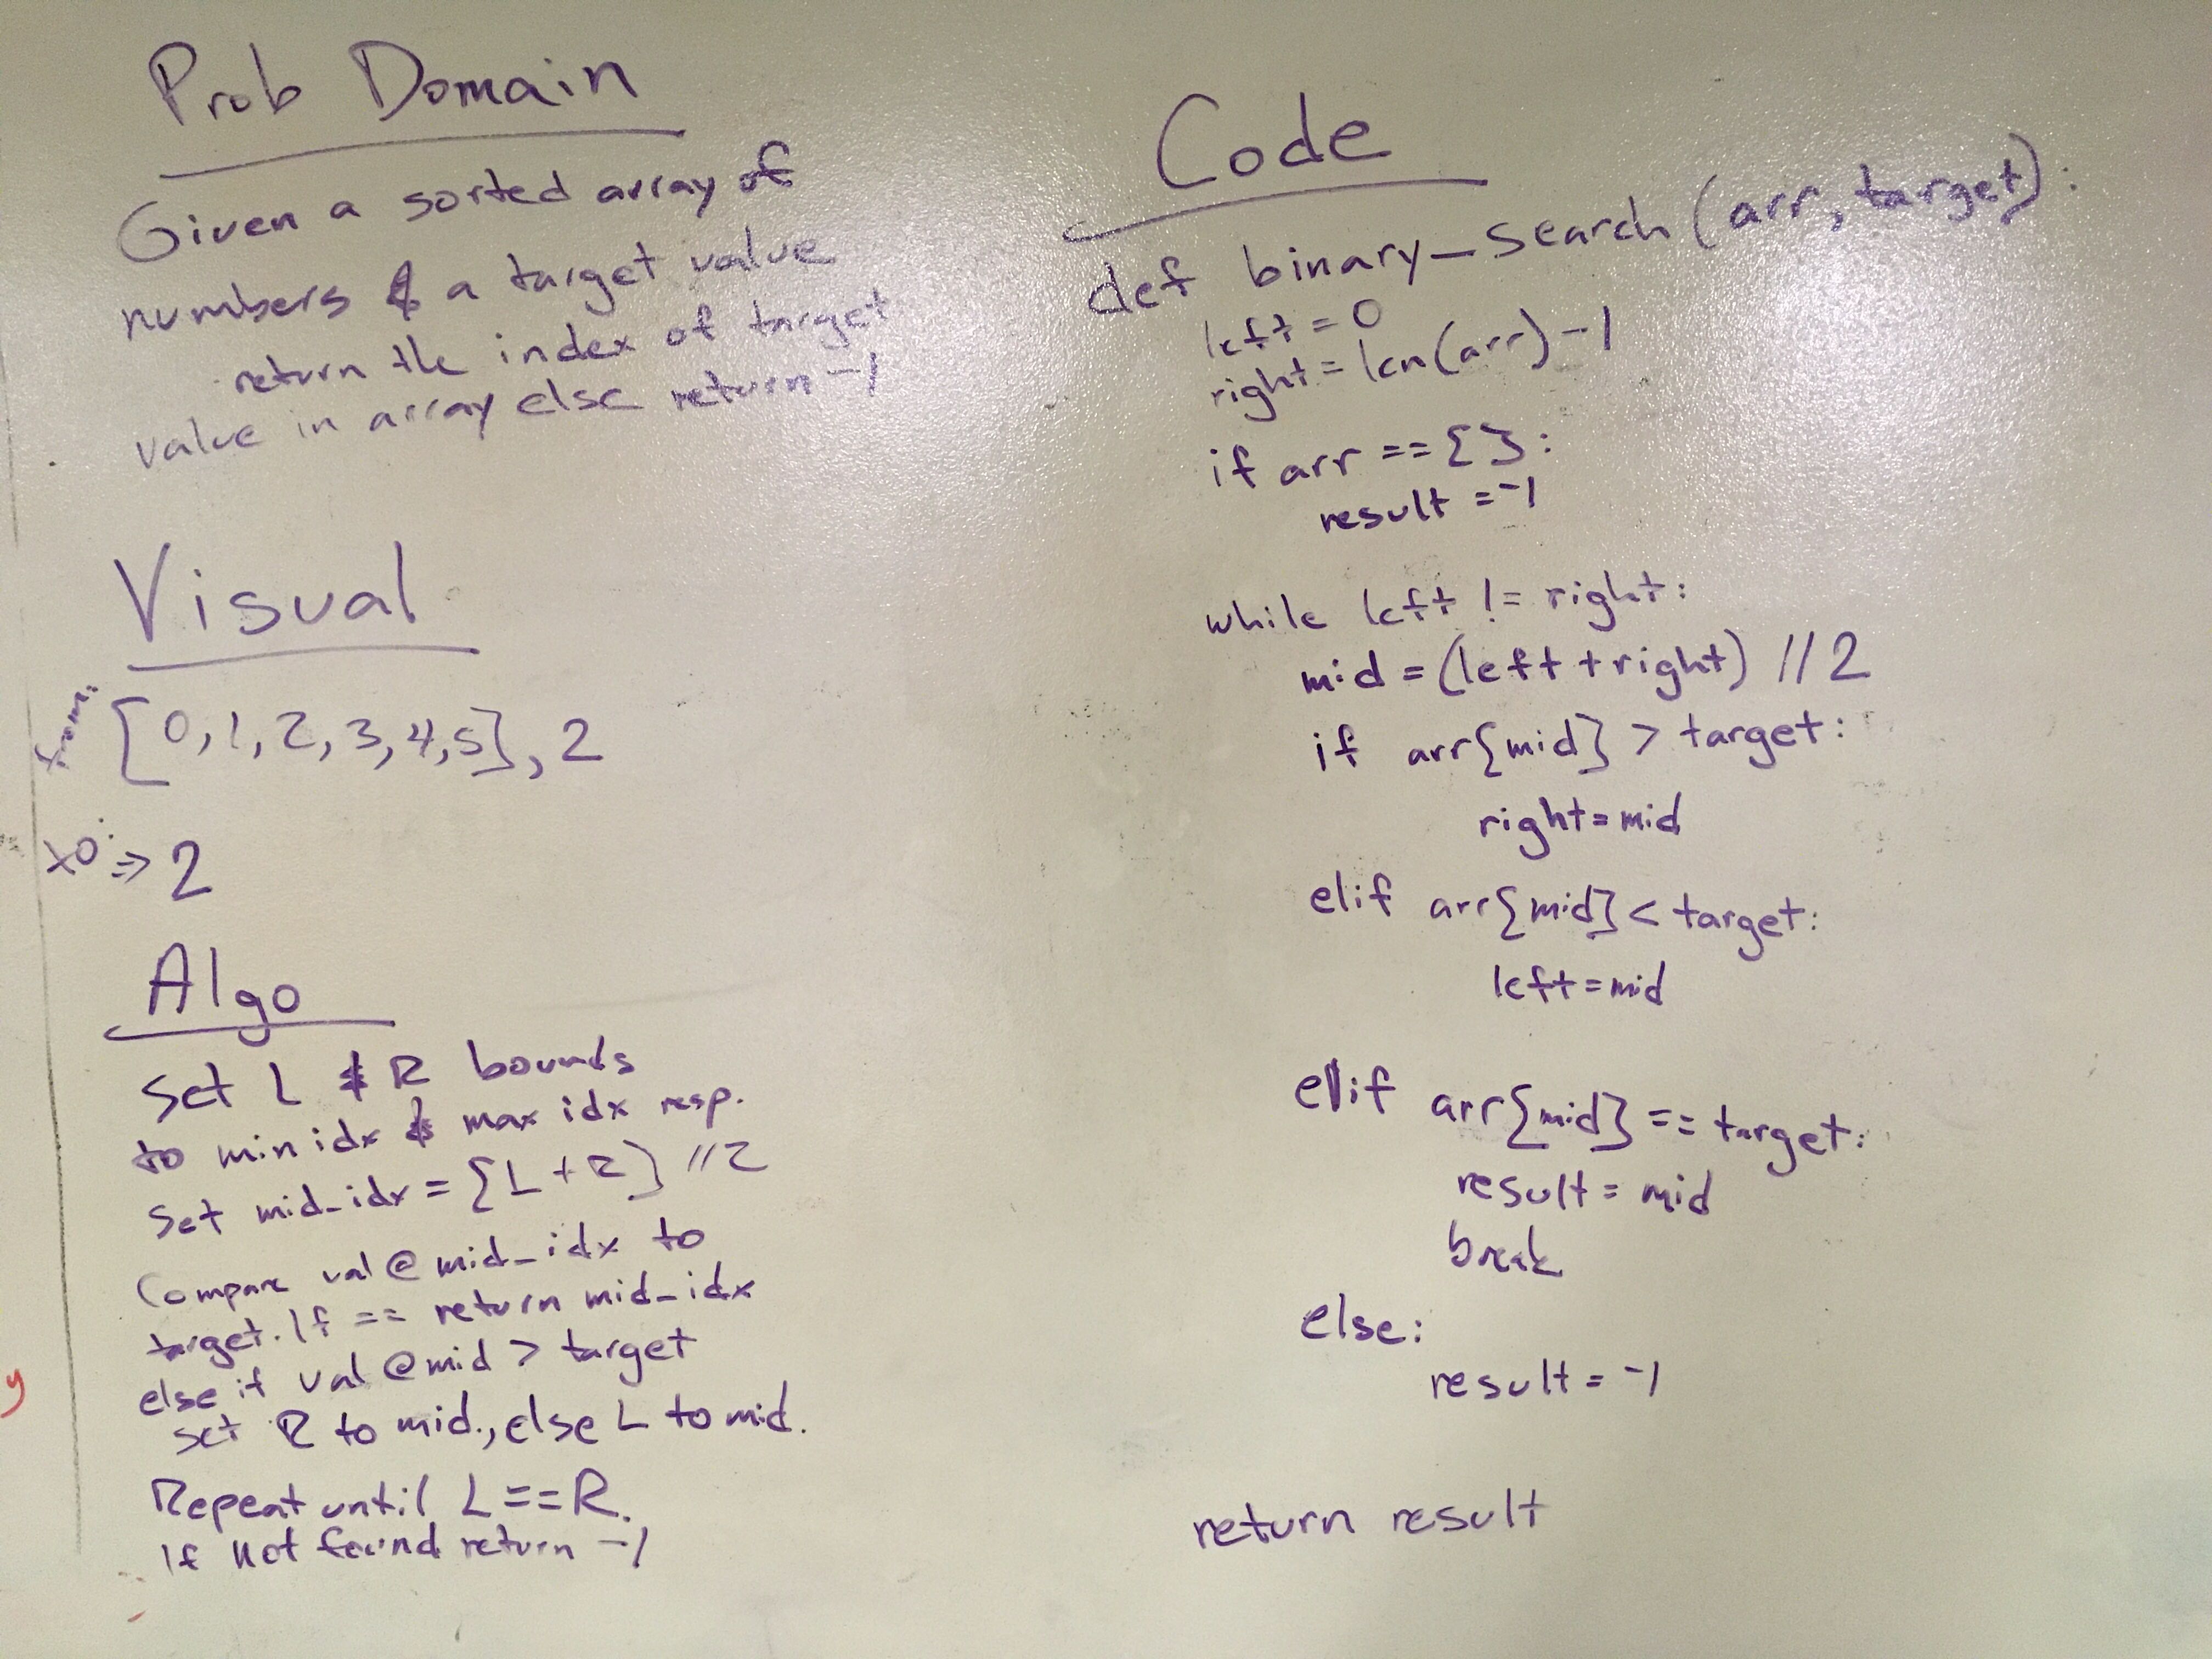 Prob Domain
Given a sorted array of
numbers & a target value
return the index of target
value in array else return -1
Visual
from: [0,1,2,3,4,5], 2
to: => 2
Algo
Set L & R bounds
to min idx & max idx resp.
Set mid_idx = [L + R] //2
Compare val @ mid_idx to
target. If == return mid_idx
else if val @ mid > target
set R to mid., else L to mid.
Repeat until L==R.
If not found return -1
y
Code
def binary_search(arr, target):
left = 0
right = len(arr) -1
if arr == []:
result = -1
while left != right:
mid = (left + right) //2
if arr[mid] > target:
right = mid
elif arr[mid] < target:
left = mid
elif arr[mid] == target:
result = mid
break
else:
result = -1
return result